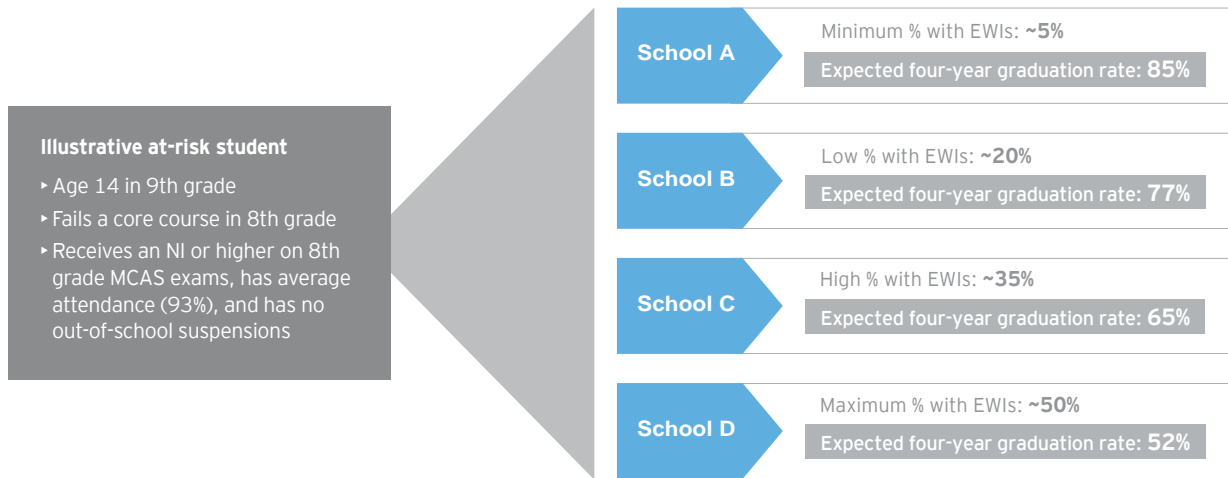 Illustrative at-risk student
‣ Age 14 in 9th grade
‣ Fails a core course in 8th grade
‣ Receives an NI or higher on 8th
grade MCAS exams, has average
attendance (93%), and has no
out-of-school suspensions
School A
Minimum % with EWIs: ~5%
Expected four-year graduation rate: 85%
School B
Low % with EWIs: ~20%
Expected four-year graduation rate: 77%
School C
High % with EWIs: ~35%
Expected four-year graduation rate: 65%
School D
Maximum % with EWIs: ~50%
Expected four-year graduation rate: 52%